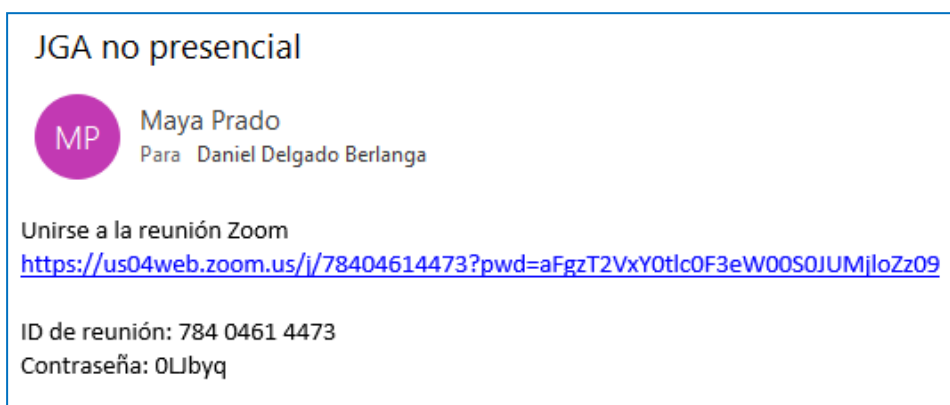 JGA no presencial
MP
Maya Prado
Para Daniel Delgado Berlanga
Unirse a la reunión Zoom
https://us04web.zoom.us/j/78404614473?pwd=aFgzT2VxY0tlc0F3eW00S0JUMjloZz09
ID de reunión: 784 0461 4473
Contraseña: 0LJbyq